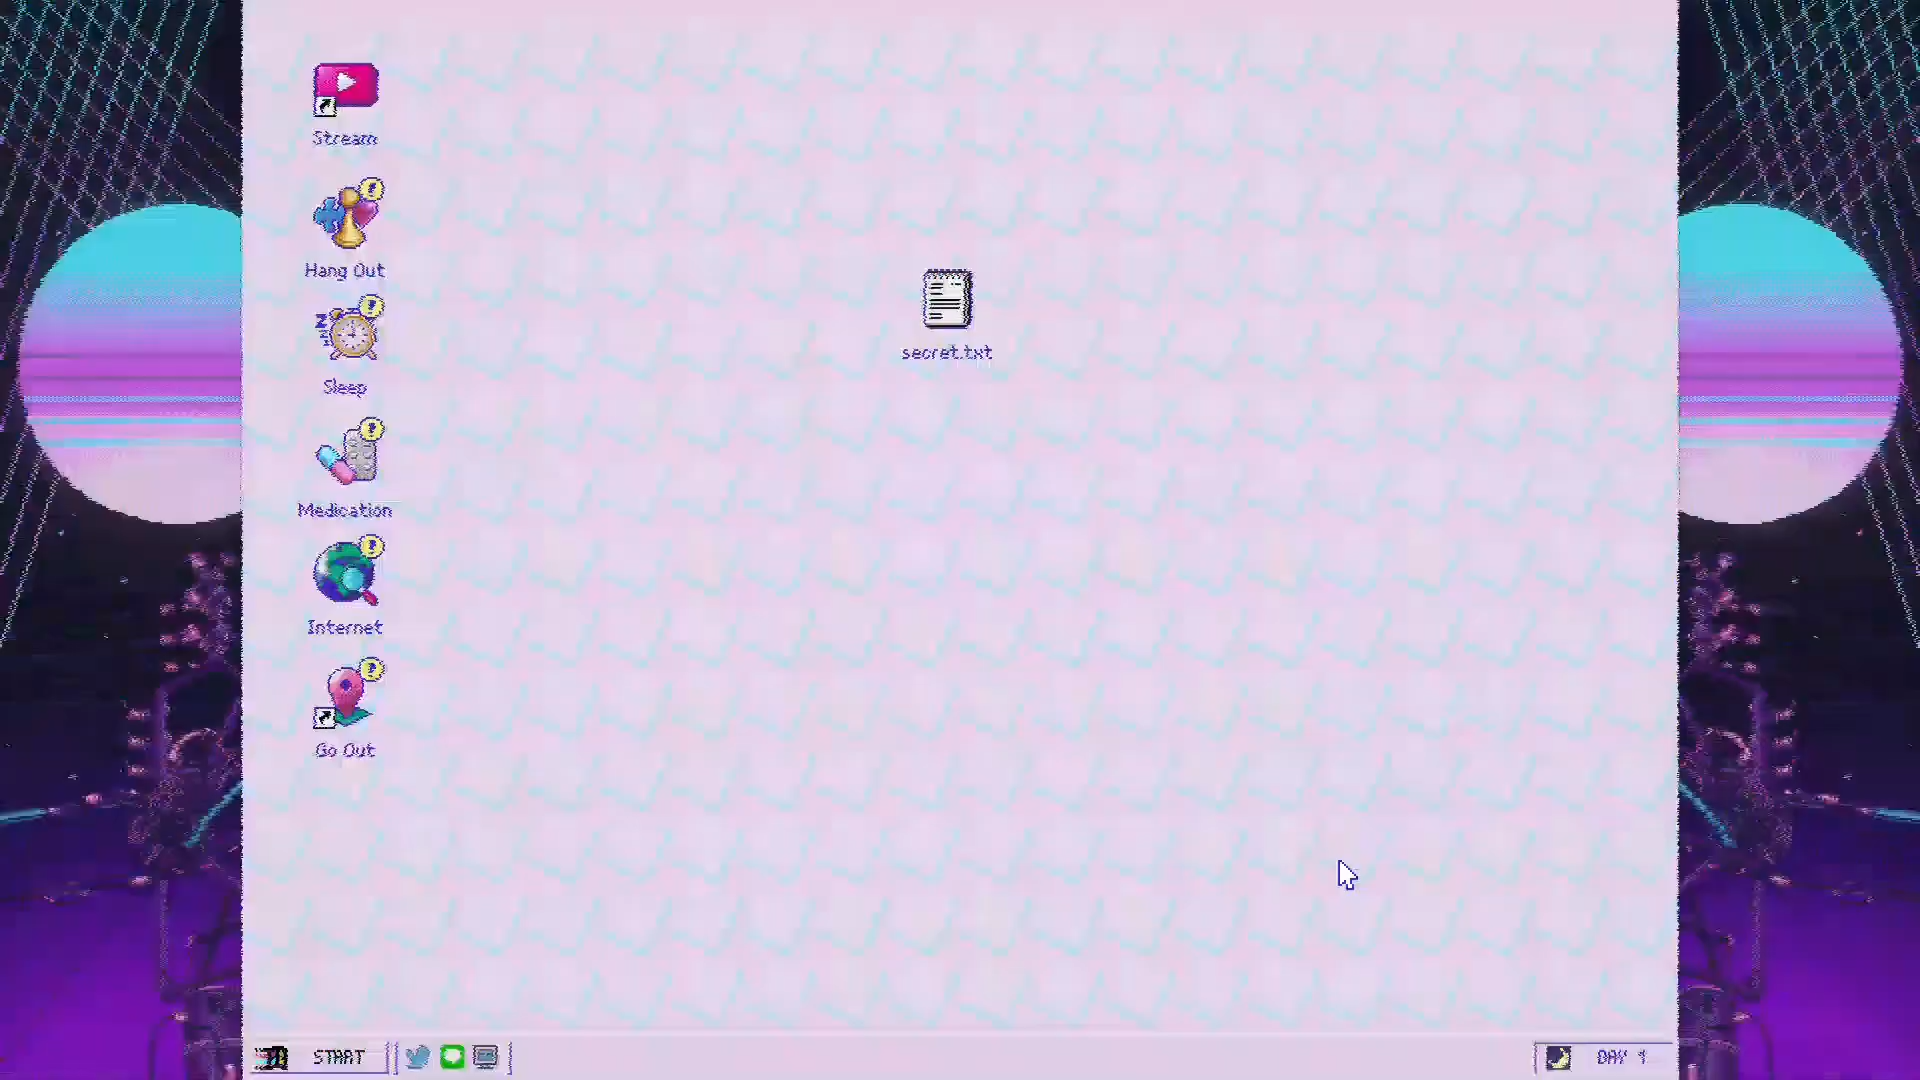 Stream
Hang Out
Sleep
Medication
Internet
Go Out
secret.txt
START
DAY 1